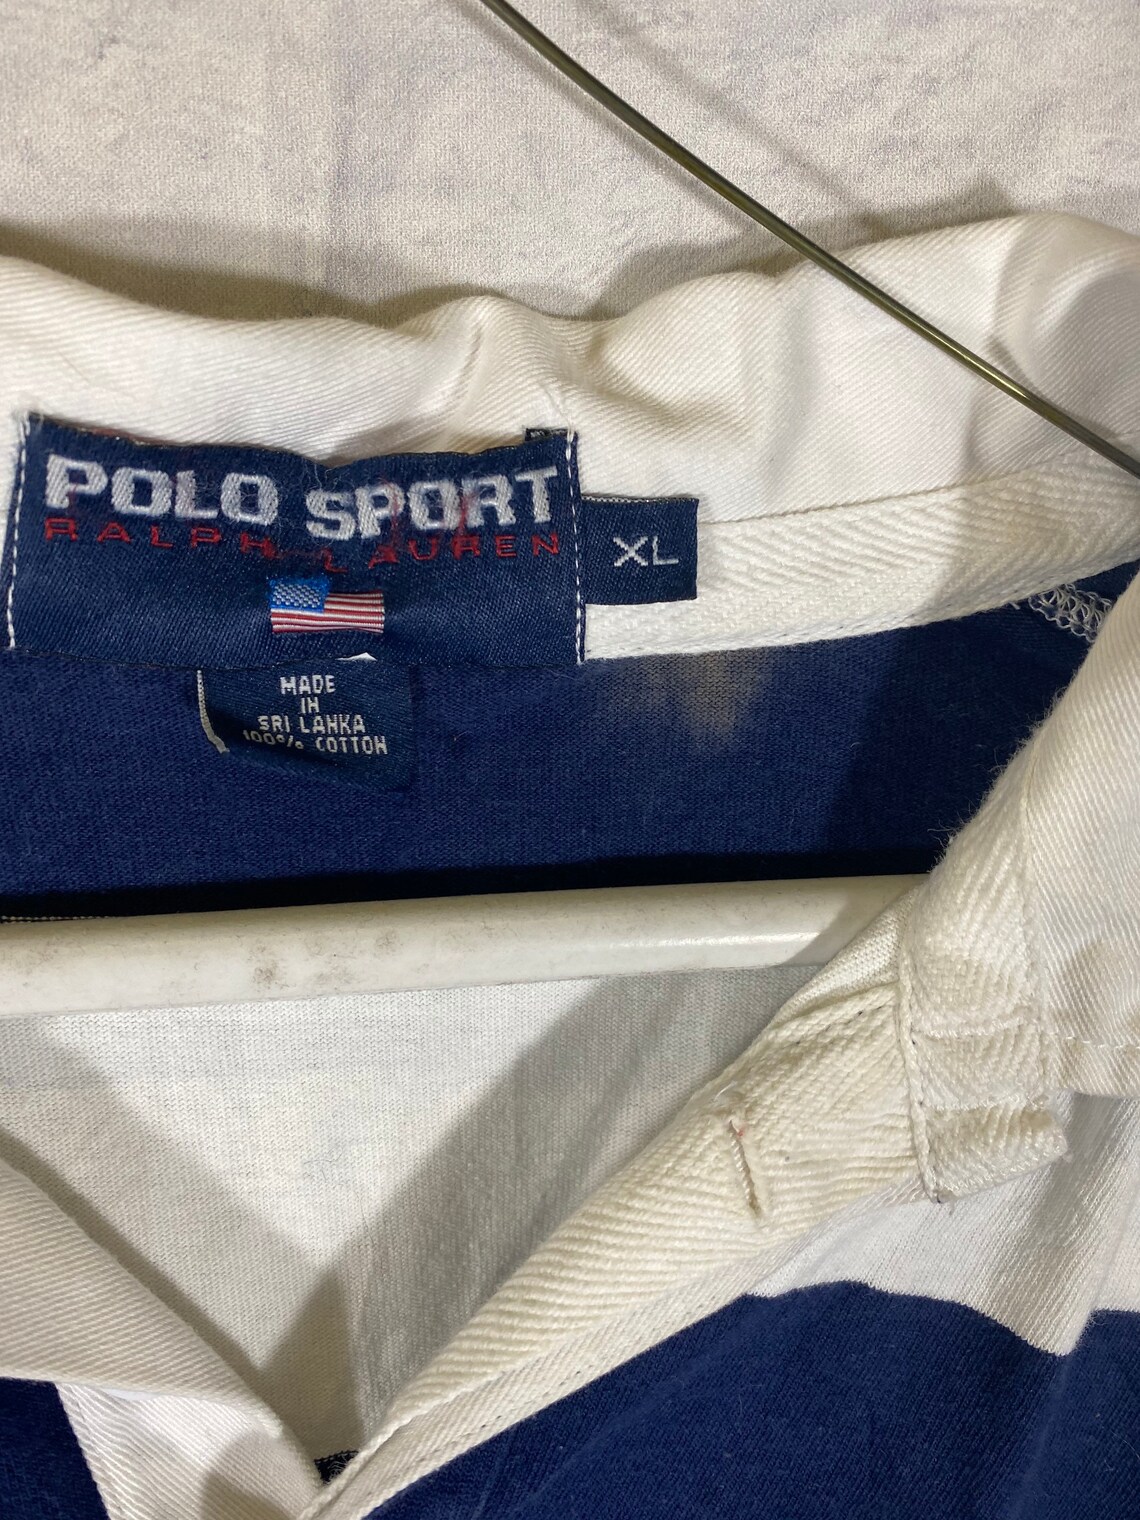 POLO SPORT
RALPH LAUREN
XL
MADE
IN
SRI LANKA
100% COTTON